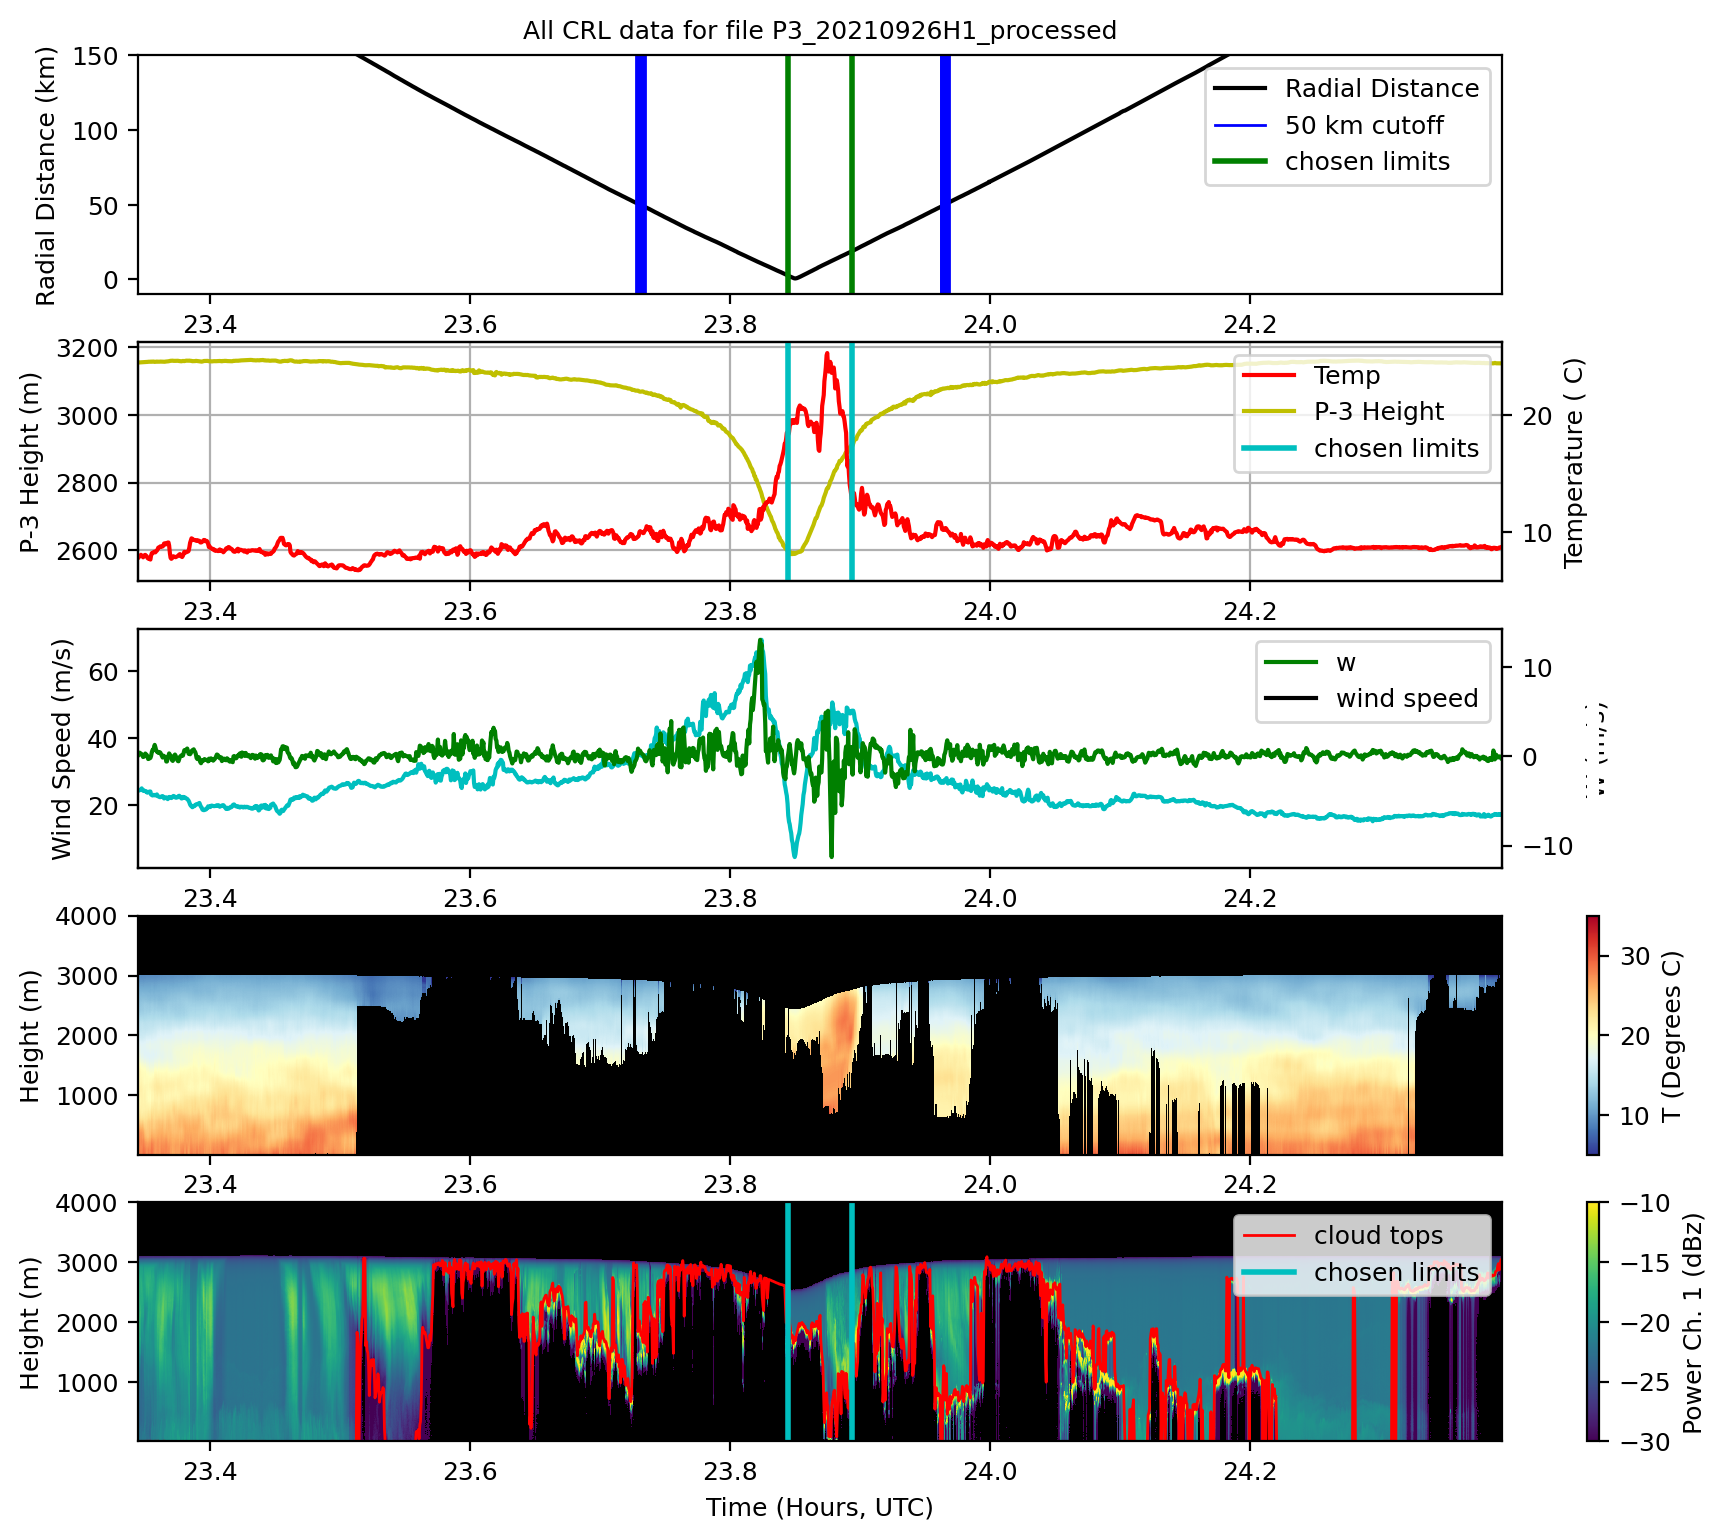 All CRL data for file P3_20210926H1_processed
Radial Distance (km)
150
100
50
0
Radial Distance
50 km cutoff
chosen limits
23.4 23.6 23.8 24.0 24.2
P-3 Height (m)
3200
3000
2800
2600
Temp
P-3 Height
chosen limits
20
10
Temperature ( C)
23.4 23.6 23.8 24.0 24.2
Wind Speed (m/s)
60
40
20
w
wind speed
10
0
−10
23.4 23.6 23.8 24.0 24.2
Height (m)
4000
3000
2000
1000
30
20
10
T (Degrees C)
23.4 23.6 23.8 24.0 24.2
Height (m)
4000
3000
2000
1000
cloud tops
chosen limits
−10
−15
−20
−25
−30
Power Ch. 1 (dBz)
23.4 23.6 23.8 24.0 24.2
Time (Hours, UTC)